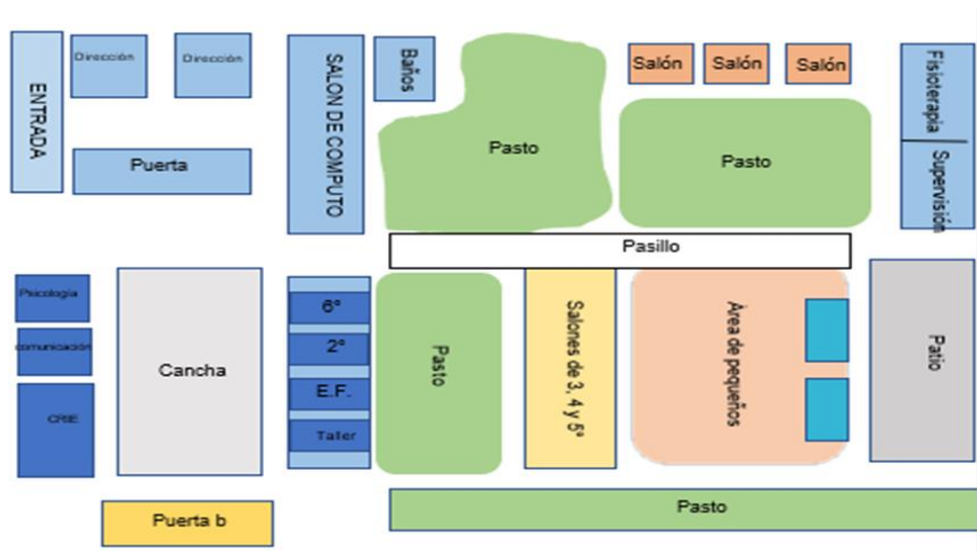 ENTRADA
Dirección
Dirección
Puerta
SALON DE COMPUTO
Baños
Pasto
Salón
Salón
Salón
Pasto
Fisioterapia
Supervisión
Pasillo
Psicología
comunicación
CRIE
Cancha
6°
2°
E.F.
Taller
Pasto
Salones de 3, 4 y 5°
Área de pequeños
Patio
Puerta b
Pasto